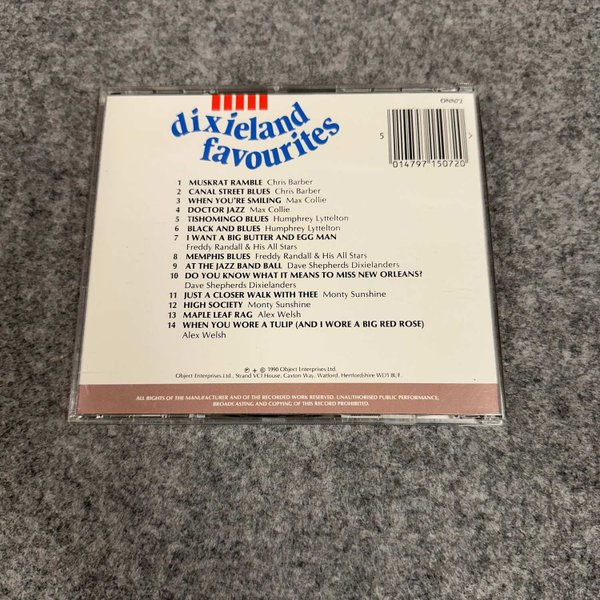 dixieland
favourites
5 014797 150720
1 MUSKRAT RAMBLE Chris Barber
2 CANAL STREET BLUES Chris Barber
3 WHEN YOU'RE SMILING Max Collie
4 DOCTOR JAZZ Max Collie
5 TISHOMINGO BLUES Humphrey Lyttelton
6 BLACK AND BLUES Humphrey Lyttelton
7 I WANT A BIG BUTTER AND EGG MAN
Freddy Randall & His All Stars
8 MEMPHIS BLUES Freddy Randall & His All Stars
9 AT THE JAZZ BAND BALL Dave Shepherds Dixielanders
10 DO YOU KNOW WHAT IT MEANS TO MISS NEW ORLEANS?
Dave Shepherds Dixielanders
11 JUST A CLOSER WALK WITH THEE Monty Sunshine
12 HIGH SOCIETY Monty Sunshine
13 MAPLE LEAF RAG Alex Welsh
14 WHEN YOU WORE A TULIP (AND I WORE A BIG RED ROSE)
Alex Welsh
℗ + © 1990 Object Enterprises Ltd.
Object Enterprises Ltd., Strand VCI House, Caxton Way, Watford, Hertfordshire
ALL RIGHTS OF THE MANUFACTURER AND OF THE RECORDED WORK RESERVED. UNAUTHORISED PUBLIC PERFORMANCE,
BROADCASTING AND COPYING OF THIS RECORD PROHIBITED.